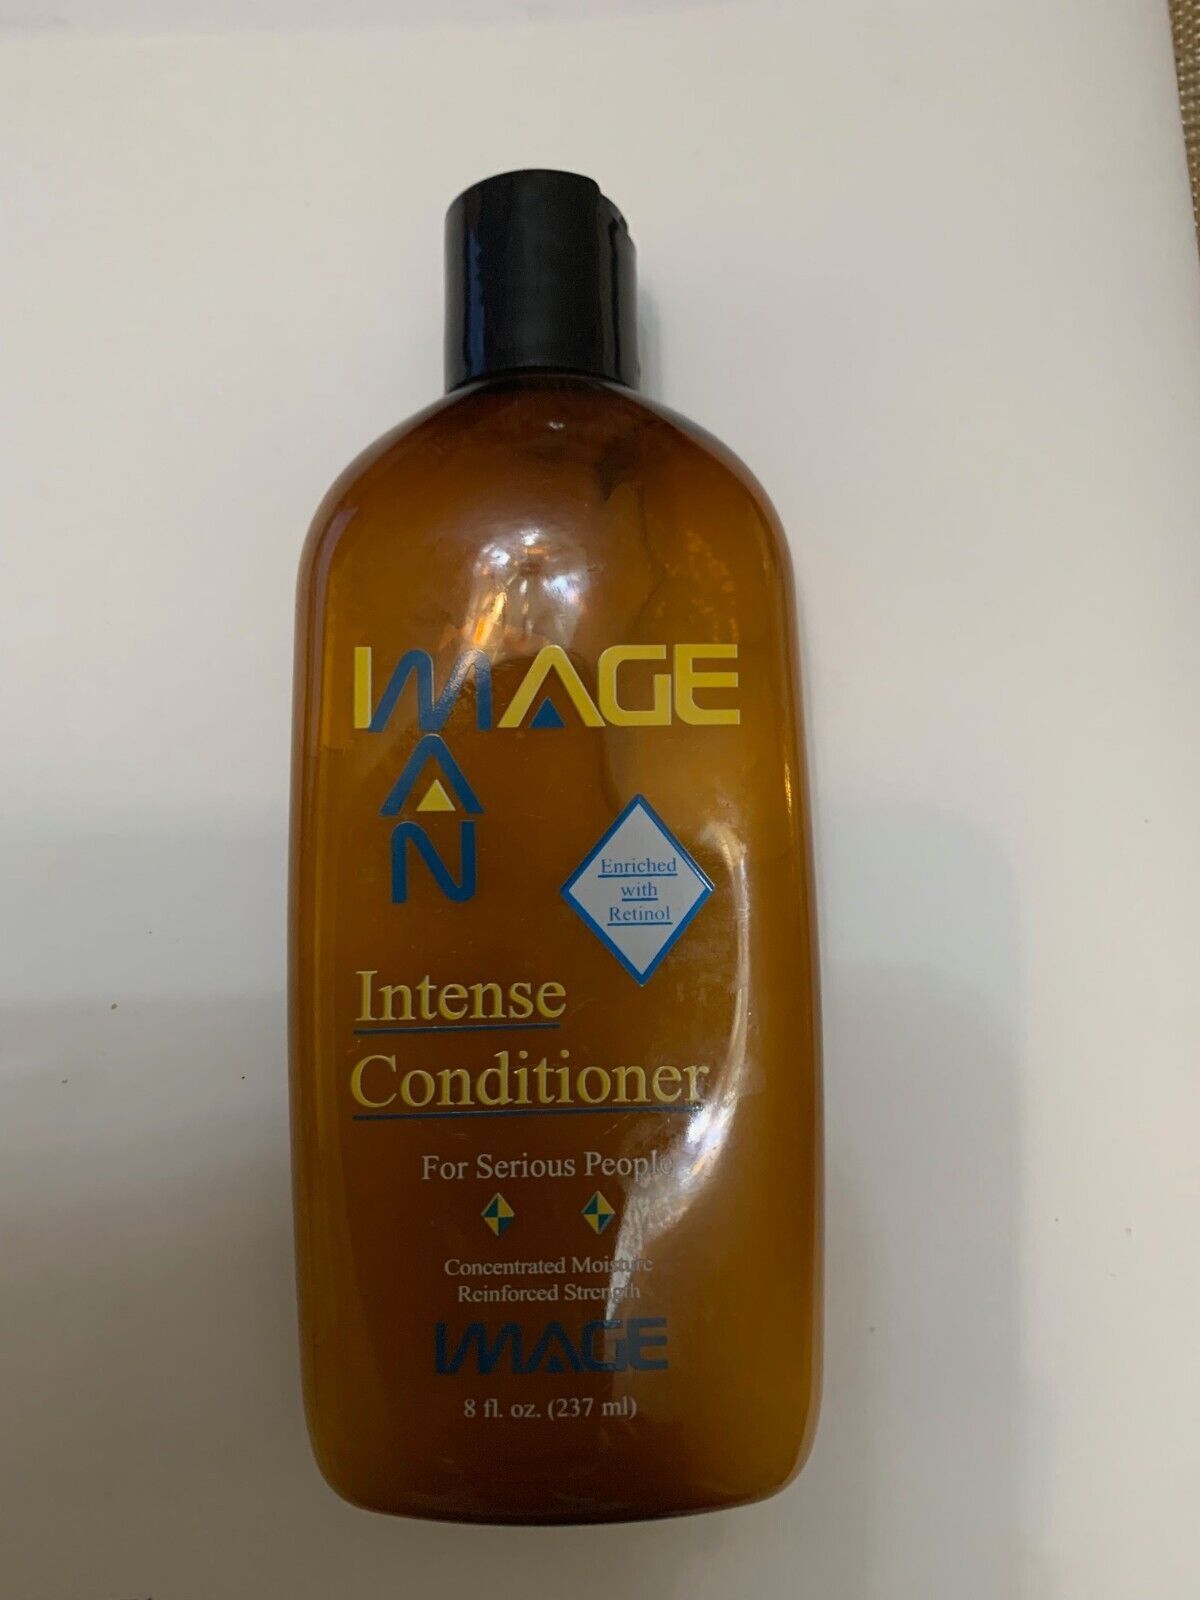 IMAGE
MAN
Enriched
with
Retinol
Intense
Conditioner
For Serious People
Concentrated Moisture
Reinforced Strength
IMAGE
8 fl. oz. (237 ml)